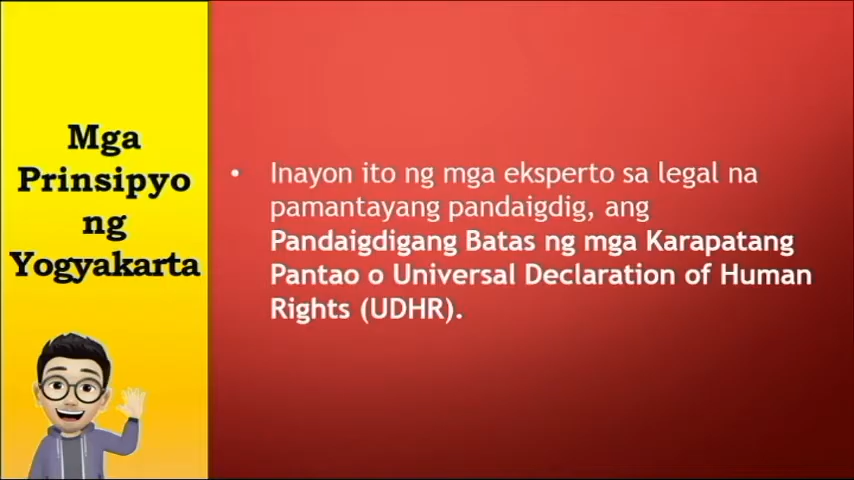 Mga
Prinsipyo
ng
Yogyakarta
• Inayon ito ng mga eksperto sa legal na
pamantayang pandaigdig, ang
Pandaigdigang Batas ng mga Karapatang
Pantao o Universal Declaration of Human
Rights (UDHR).